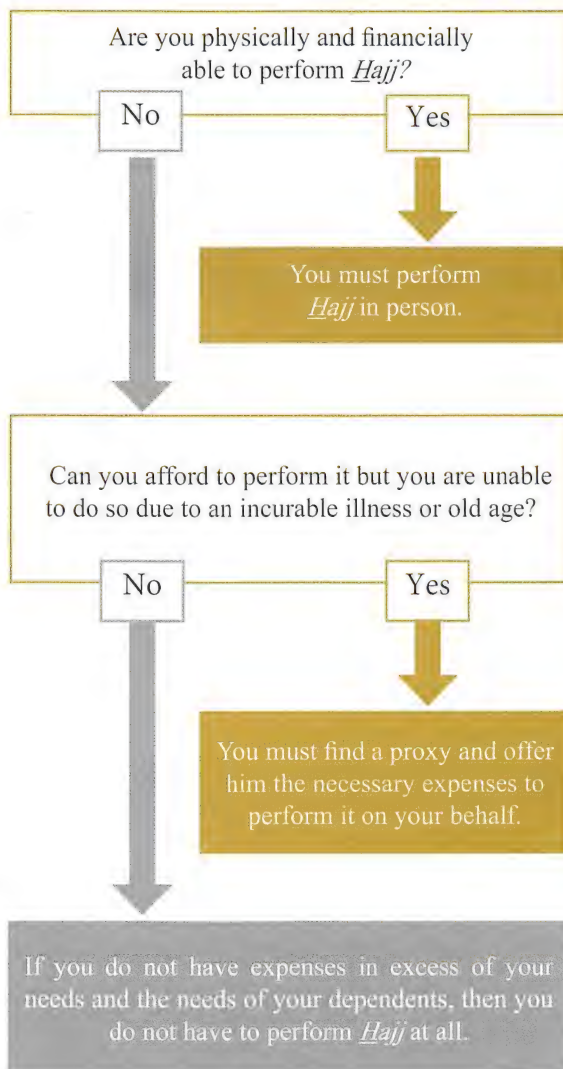 Are you physically and financially
able to perform Hajj?
No
Yes
You must perform
Hajj in person.
Can you afford to perform it but you are unable
to do so due to an incurable illness or old age?
No
Yes
You must find a proxy and offer
him the necessary expenses to
perform it on your behalf.
If you do not have expenses in excess of your
needs and the needs of your dependents, then you
do not have to perform Hajj at all.